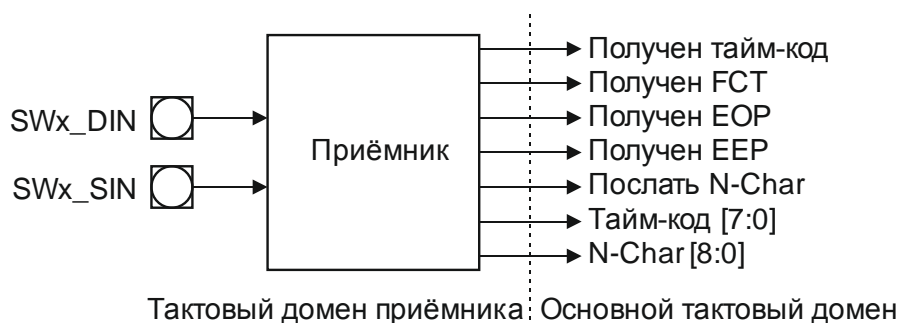 Получен тайм-код
Получен FCT
SWx_DIN
Получен EOP
Приёмник
Получен EEP
SWx_SIN
Послать N-Char
Тайм-код [7:0]
N-Char [8:0]
Тактовый домен приёмника
Основной тактовый домен